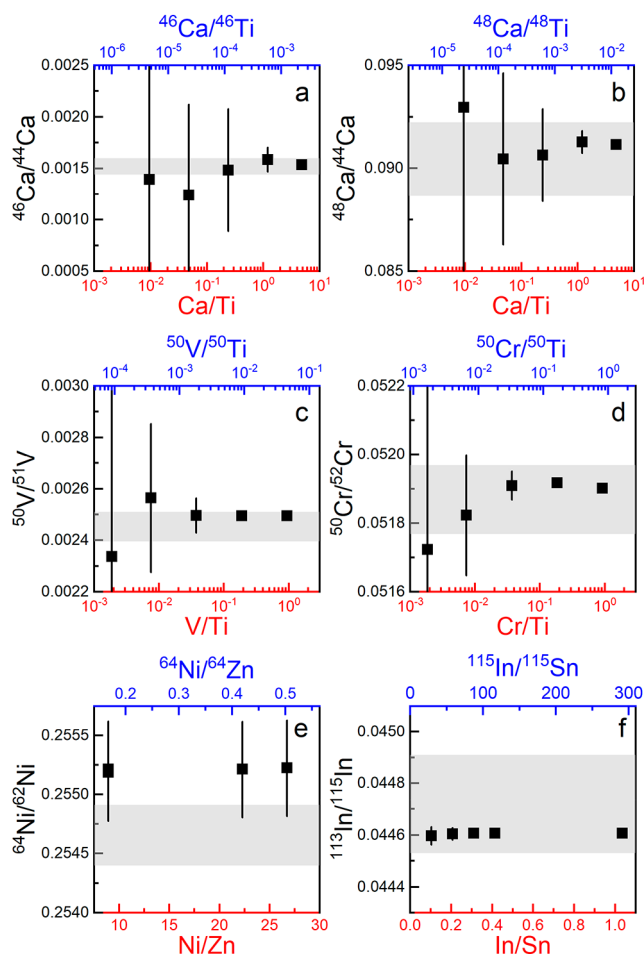 ⁴⁶Ca/⁴⁶Ti
10⁻⁶ 10⁻⁵ 10⁻⁴ 10⁻³
0.0025
0.0020
0.0015
0.0010
0.0005
⁴⁶Ca/⁴⁴Ca
a
10⁻³ 10⁻² 10⁻¹ 10⁰ 10¹
Ca/Ti
⁴⁸Ca/⁴⁸Ti
10⁻⁵ 10⁻⁴ 10⁻³ 10⁻²
0.095
0.090
0.085
⁴⁸Ca/⁴⁴Ca
b
10⁻³ 10⁻² 10⁻¹ 10⁰ 10¹
Ca/Ti
⁵⁰V/⁵⁰Ti
10⁻⁴ 10⁻³ 10⁻² 10⁻¹
0.0030
0.0028
0.0026
0.0024
0.0022
⁵⁰V/⁵¹V
c
10⁻³ 10⁻² 10⁻¹ 10⁰
V/Ti
⁵⁰Cr/⁵⁰Ti
10⁻³ 10⁻² 10⁻¹ 10⁰
0.0522
0.0520
0.0518
0.0516
⁵⁰Cr/⁵²Cr
d
10⁻³ 10⁻² 10⁻¹ 10⁰
Cr/Ti
⁶⁴Ni/⁶⁴Zn
0.2 0.3 0.4 0.5
0.2555
0.2550
0.2545
0.2540
⁶⁴Ni/⁶²Ni
e
10 15 20 25 30
Ni/Zn
¹¹⁵In/¹¹⁵Sn
0 60 120 180 240 300
0.0450
0.0448
0.0446
0.0444
¹¹³In/¹¹⁵In
f
0.0 0.2 0.4 0.6 0.8 1.0
In/Sn